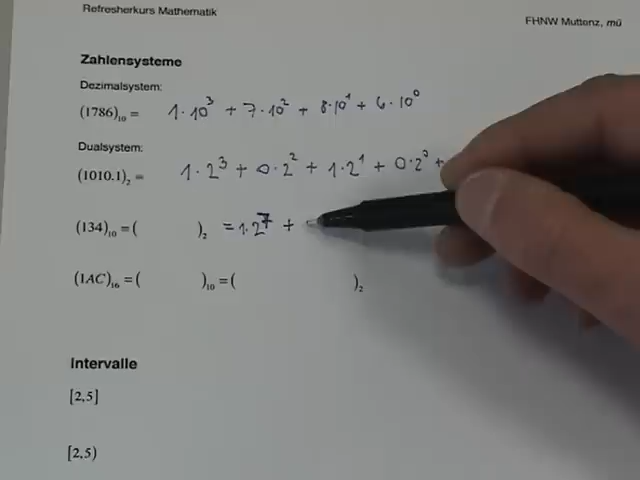 Refresherkurs Mathematik
FHNW Muttenz, mü
Zahlensysteme
Dezimalsystem:
(1786)₁₀ = 1·10³ + 7·10² + 8·10¹ + 6·10⁰
Dualsystem:
(1010.1)₂ = 1·2³ + 0·2² + 1·2¹ + 0·2⁰ +
(134)₁₀ = ( )₂ = 1·2⁷ +
(1AC)₁₆ = ( )₁₀ = ( )₂
Intervalle
[2,5]
[2,5)